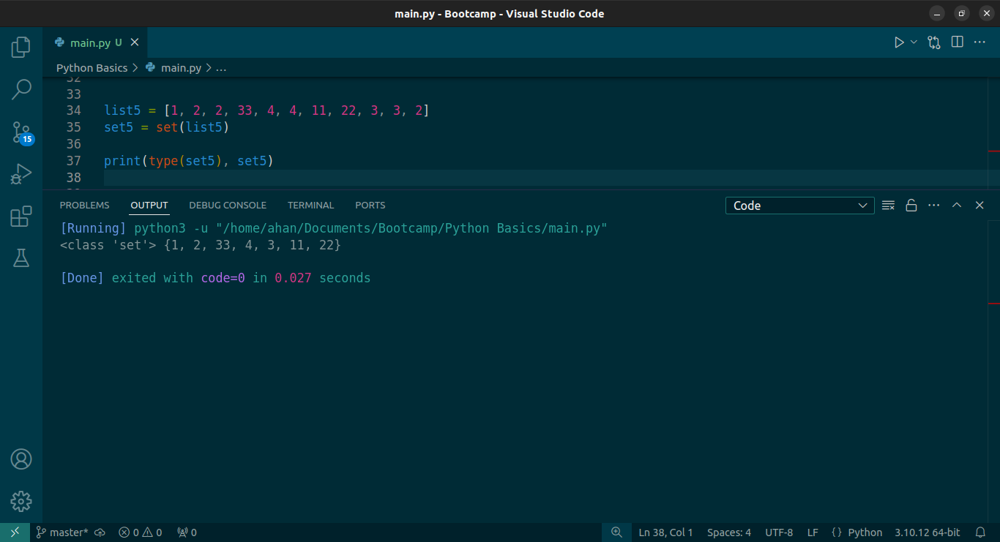 main.py - Bootcamp - Visual Studio Code
main.py U
Python Basics > main.py > ...
32
33
34 list5 = [1, 2, 2, 33, 4, 4, 11, 22, 3, 3, 2]
35 set5 = set(list5)
36
37 print(type(set5), set5)
38
PROBLEMS OUTPUT DEBUG CONSOLE TERMINAL PORTS Code
[Running] python3 -u "/home/ahan/Documents/Bootcamp/Python Basics/main.py"
<class 'set'> {1, 2, 33, 4, 3, 11, 22}
[Done] exited with code=0 in 0.027 seconds
15
master* 0 0 0 Ln 38, Col 1 Spaces: 4 UTF-8 LF {} Python 3.10.12 64-bit